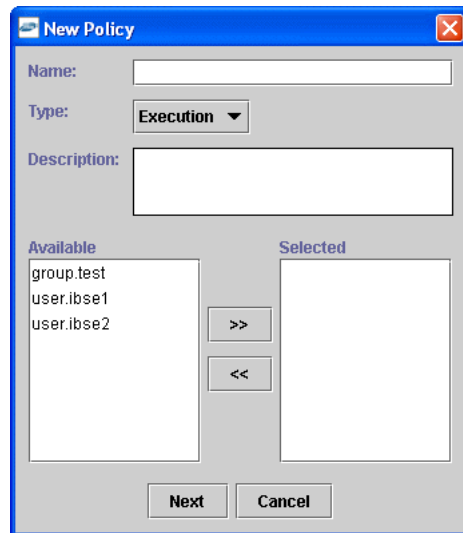 New Policy
Name:
Type:
Execution
Description:
Available
Selected
group.test
user.ibse1
user.ibse2
>>
<<
Next
Cancel